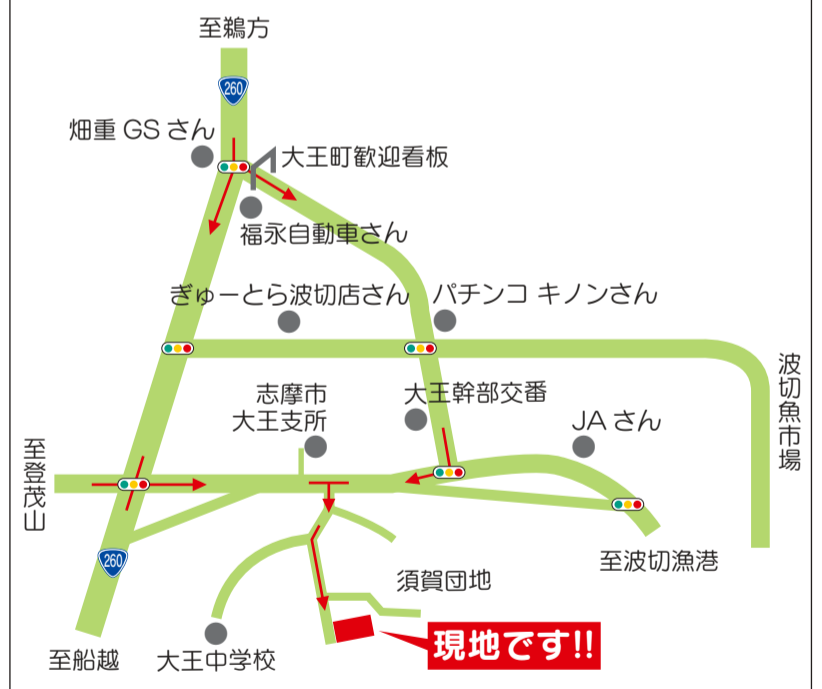 至鵜方
260
畑重 GS さん
大王町歓迎看板
福永自動車さん
ぎゅーとら波切店さん
パチンコ キノンさん
志摩市
大王支所
大王幹部交番
JA さん
波切魚市場
至登茂山
260
至波切漁港
須賀団地
現地です!!
至船越
大王中学校